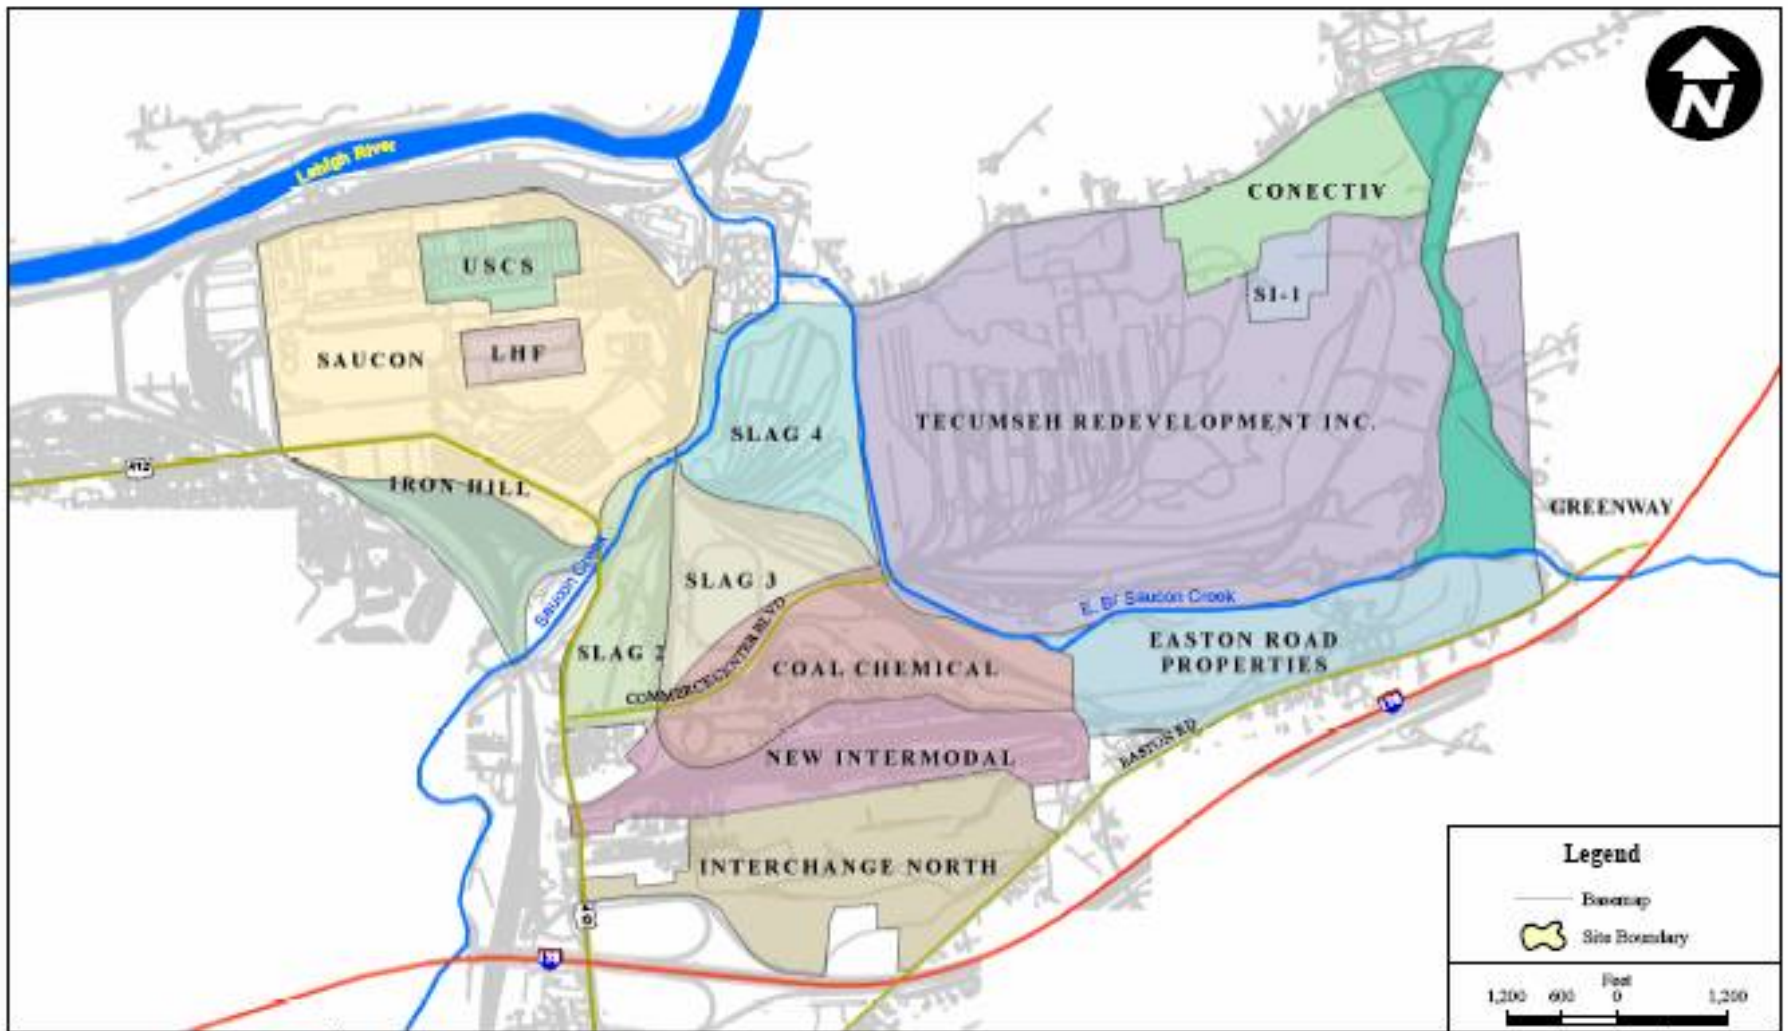 N
Lehigh River
CONECTIV
USCS
SI-1
LHF
SAUCON
TECUMSEH REDEVELOPMENT INC.
SLAG 4
412
IRON HILL
GREENWAY
Saucon Creek
SLAG 3
E. Br Saucon Creek
COMMERCE CENTER BLVD
SLAG 2
EASTON ROAD
PROPERTIES
COAL CHEMICAL
EASTON RD
NEW INTERMODAL
INTERCHANGE NORTH
Legend
Basemap
Site Boundary
Feet
1,200 600 0 1,200